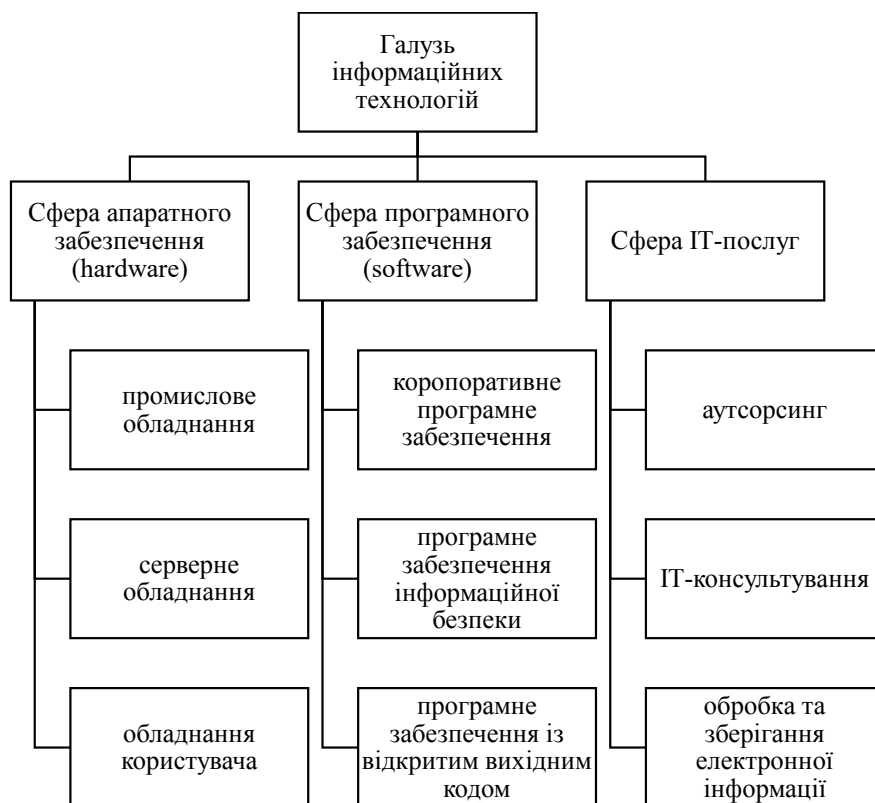 Галузь
інформаційних
технологій
Сфера апаратного
забезпечення
(hardware)
Сфера програмного
забезпечення
(software)
Сфера ІТ-послуг
промислове
обладнання
коропоративне
програмне
забезпечення
аутсорсинг
серверне
обладнання
програмне
забезпечення
інформаційної
безпеки
ІТ-консультування
обладнання
користувача
програмне
забезпечення із
відкритим вихідним
кодом
обробка та
зберігання
електронної
інформації